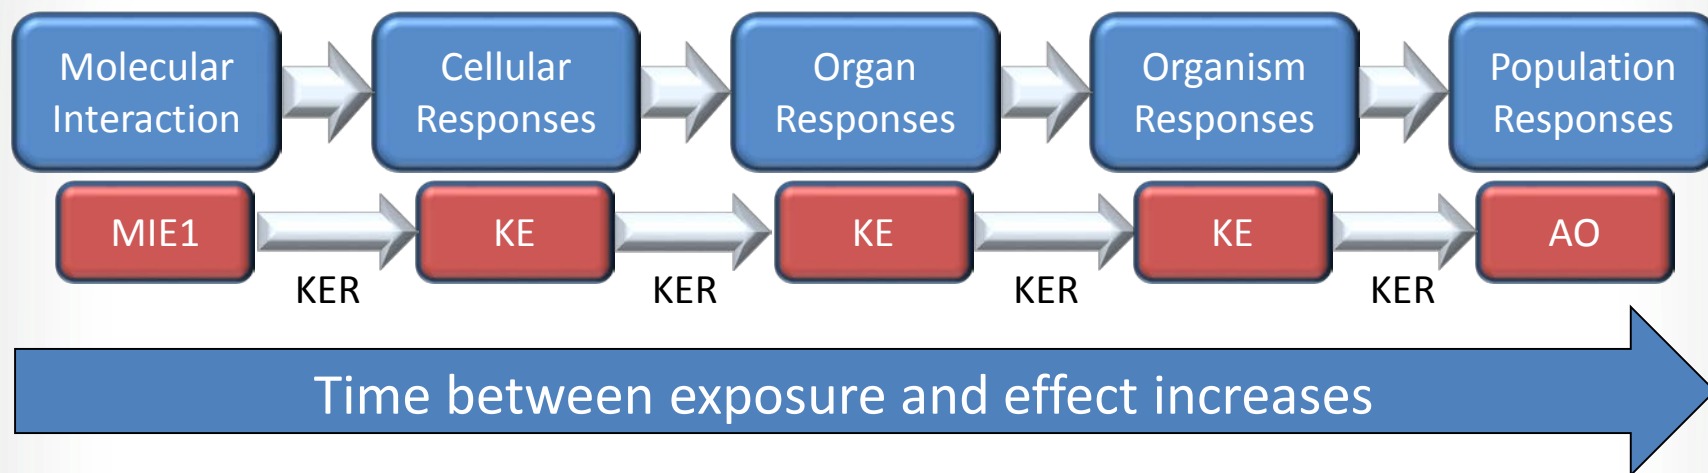 Molecular
Interaction
Cellular
Responses
Organ
Responses
Organism
Responses
Population
Responses
MIE1
KE
KE
KE
AO
KER
KER
KER
KER
Time between exposure and effect increases